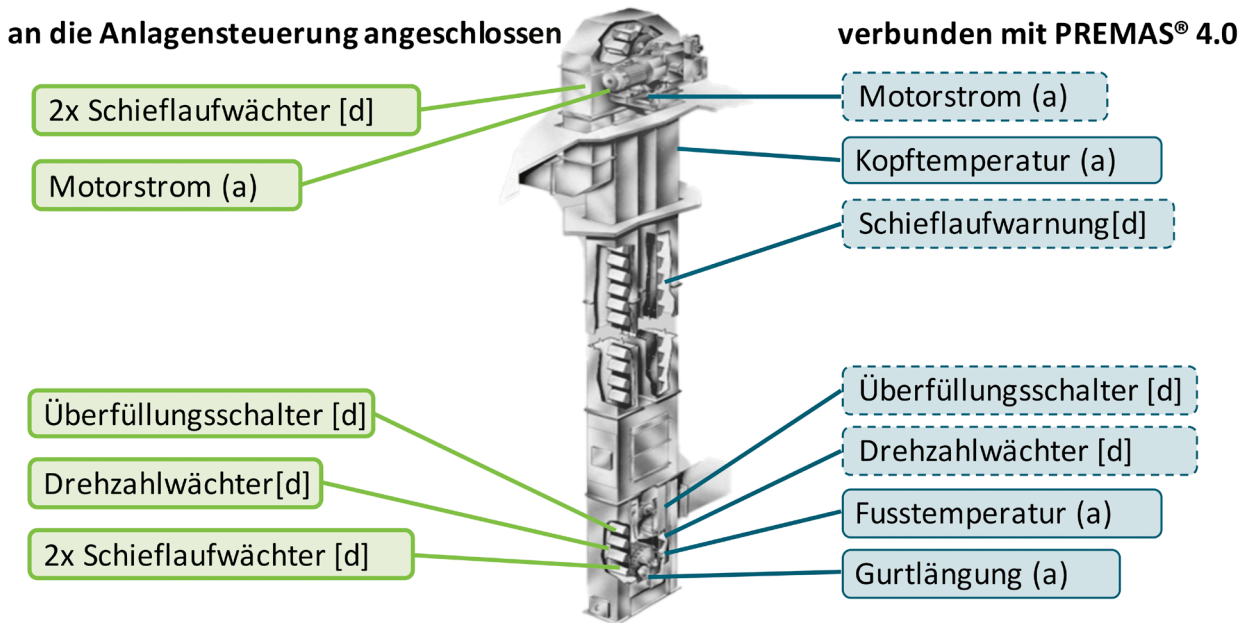 an die Anlagensteuerung angeschlossen
2x Schieflaufwächter [d]
Motorstrom (a)
Überfüllungsschalter [d]
Drehzahlwächter[d]
2x Schieflaufwächter [d]
verbunden mit PREMAS® 4.0
Motorstrom (a)
Kopftemperatur (a)
Schieflaufwarnung[d]
Überfüllungsschalter [d]
Drehzahlwächter [d]
Fusstemperatur (a)
Gurtlängung (a)